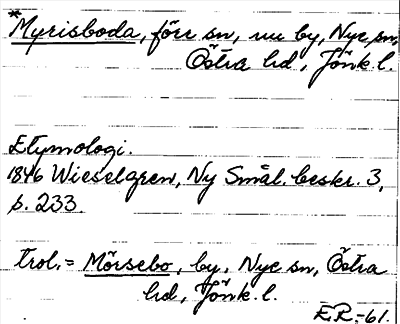 *Myrisboda, förr sn, nu by, Nye sn,
Östra hd, Jönk l.
Etymologi.
1846 Wieselgren, Ny Smål. beskr. 3,
p. 233.
trol. = Mörsebo, by, Nye sn, Östra
hd, Jönk. l.
E.R.-61.